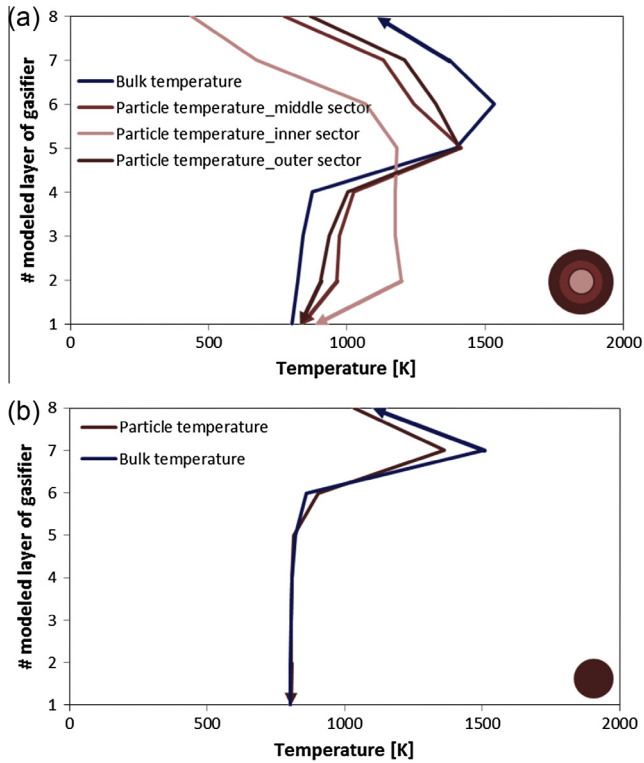 (a)
8
7
6
5
4
3
2
1
# modeled layer of gasifier
Bulk temperature
Particle temperature_middle sector
Particle temperature_inner sector
Particle temperature_outer sector
0 500 1000 1500 2000
Temperature [K]
(b)
8
7
6
5
4
3
2
1
# modeled layer of gasifier
Particle temperature
Bulk temperature
0 500 1000 1500 2000
Temperature [K]